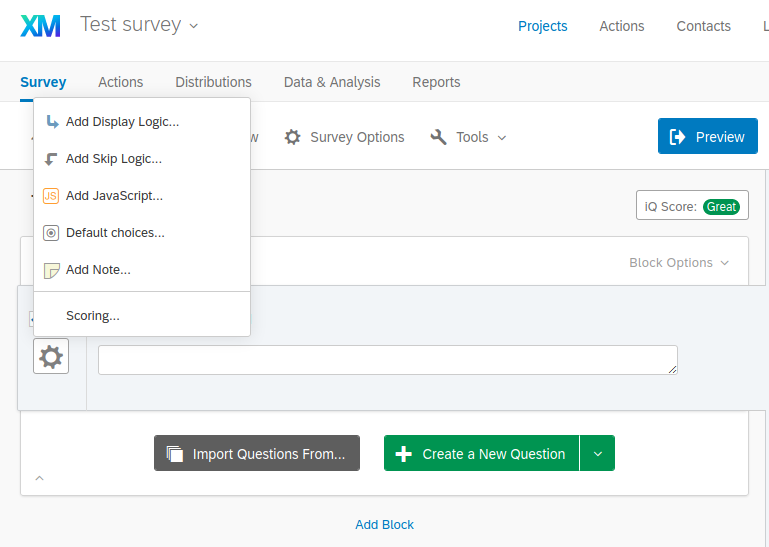 XM Test survey
Projects Actions Contacts L
Survey Actions Distributions Data & Analysis Reports
Add Display Logic...
Add Skip Logic...
JS Add JavaScript...
Default choices...
Add Note...
Scoring...
w Survey Options Tools Preview
iQ Score: Great
Block Options
Import Questions From... Create a New Question
Add Block